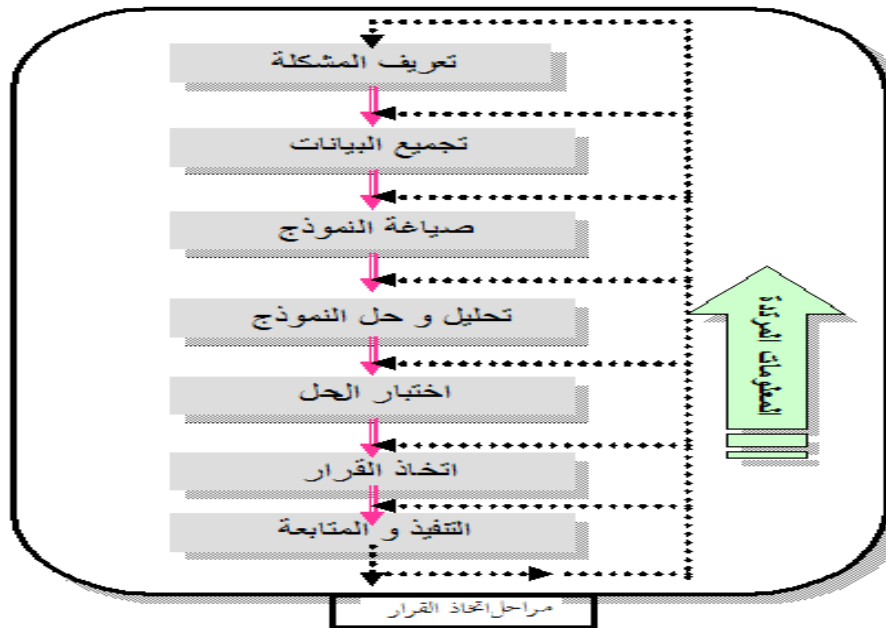 تعريف المشكلة
تجميع البيانات
صياغة النموذج
تحليل و حل النموذج
اختبار الحل
اتخاذ القرار
التنفيذ و المتابعة
المعلومات المرتدة
مراحل اتخاذ القرار